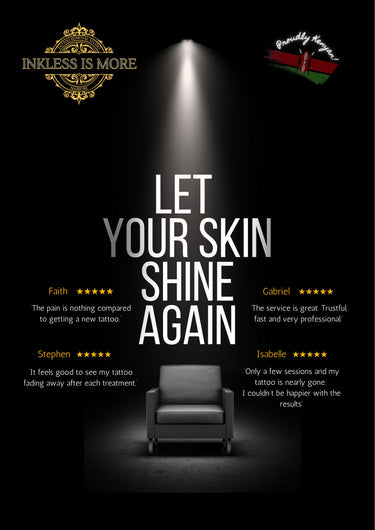 INKLESS IS MORE
NAIROBI
Proudly Kenyan!
LET
YOUR SKIN
SHINE
AGAIN
Faith ★★★★★
"The pain is nothing compared
to getting a new tattoo."
Gabriel ★★★★★
"The service is great. Trustful,
fast and very professional."
Stephen ★★★★★
"It feels good to see my tattoo
fading away after each treatment."
Isabelle ★★★★★
"Only a few sessions and my
tattoo is nearly gone.
I couldn't be happier with the
results"